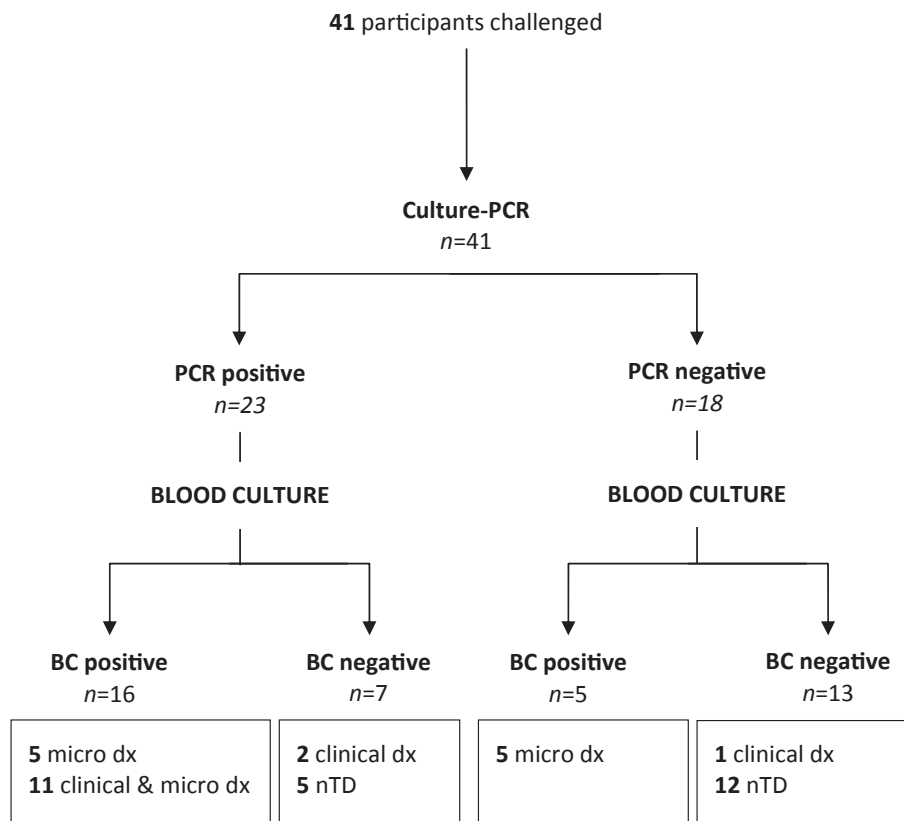 41 participants challenged
Culture-PCR
n=41
PCR positive
n=23
PCR negative
n=18
BLOOD CULTURE
BLOOD CULTURE
BC positive
n=16
BC negative
n=7
BC positive
n=5
BC negative
n=13
5 micro dx
11 clinical & micro dx
2 clinical dx
5 nTD
5 micro dx
1 clinical dx
12 nTD